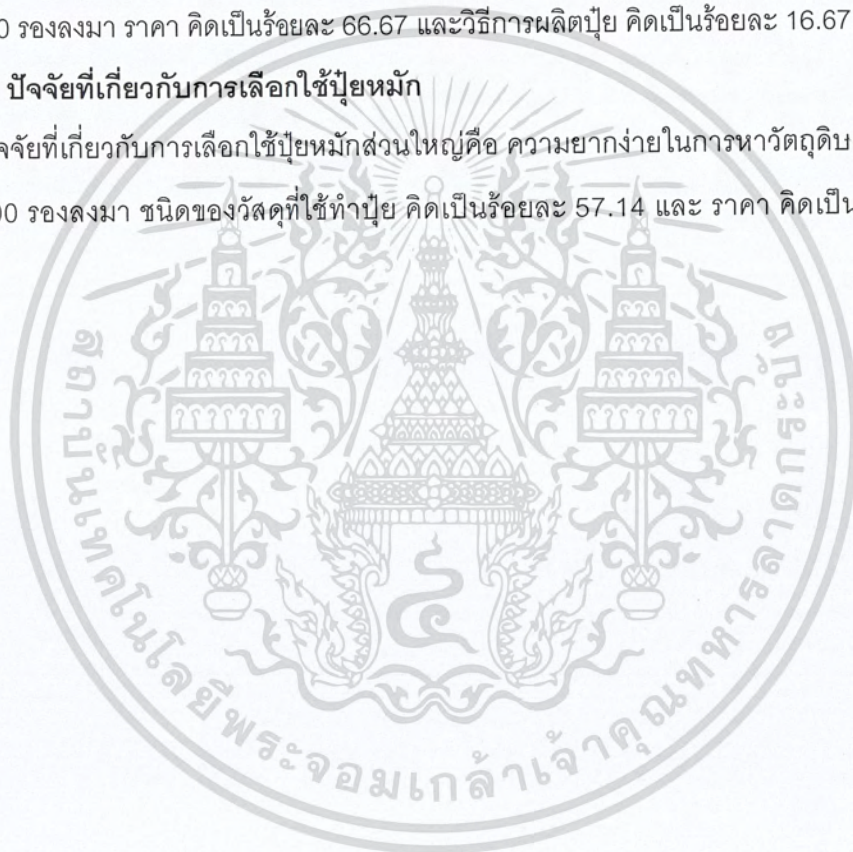 0 รองลงมา ราคา คิดเป็นร้อยละ 66.67 และวิธีการผลิตปุ๋ย คิดเป็นร้อยละ 16.67
ปัจจัยที่เกี่ยวกับการเลือกใช้ปุ๋ยหมัก
จจัยที่เกี่ยวกับการเลือกใช้ปุ๋ยหมักส่วนใหญ่คือ ความยากง่ายในการหาวัตถุดิบ
00 รองลงมา ชนิดของวัสดุที่ใช้ทำปุ๋ย คิดเป็นร้อยละ 57.14 และ ราคา คิดเป็น
สถาบันเทคโนโลยีพระจอมเกล้าเจ้าคุณทหารลาดกระบัง
๔